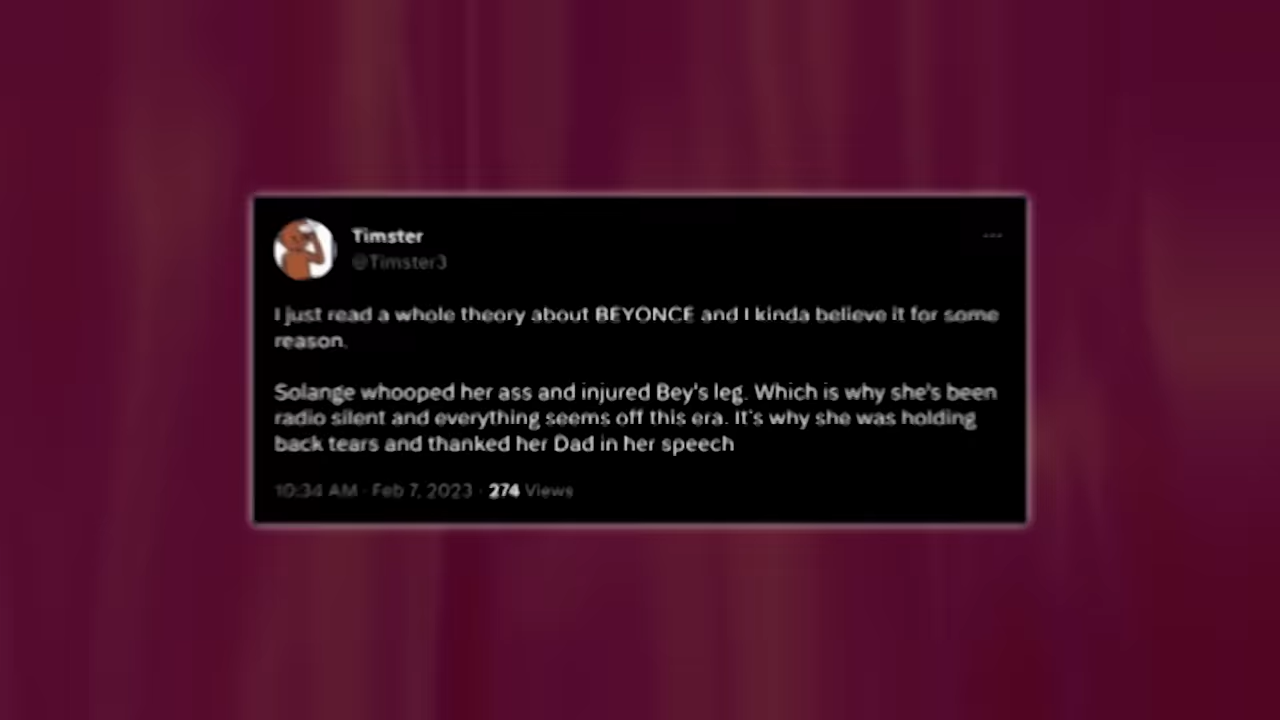 Timster
@Timster3
...
I just read a whole theory about BEYONCE and I kinda believe it for some
reason.
Solange whooped her ass and injured Bey's leg. Which is why she's been
radio silent and everything seems off this era. It's why she was holding
back tears and thanked her Dad in her speech
10:34 AM · Feb 7, 2023 · 274 Views